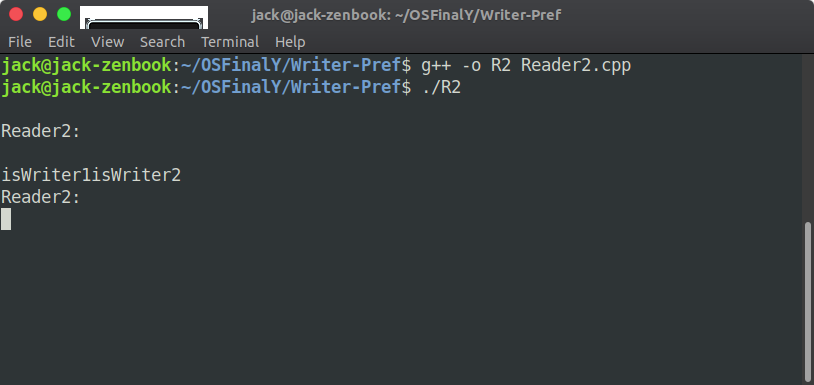 jack@jack-zenbook: ~/OSFinalY/Writer-Pref
File Edit View Search Terminal Help
jack@jack-zenbook:~/OSFinalY/Writer-Pref$ g++ -o R2 Reader2.cpp
jack@jack-zenbook:~/OSFinalY/Writer-Pref$ ./R2
Reader2:
isWriter1isWriter2
Reader2: